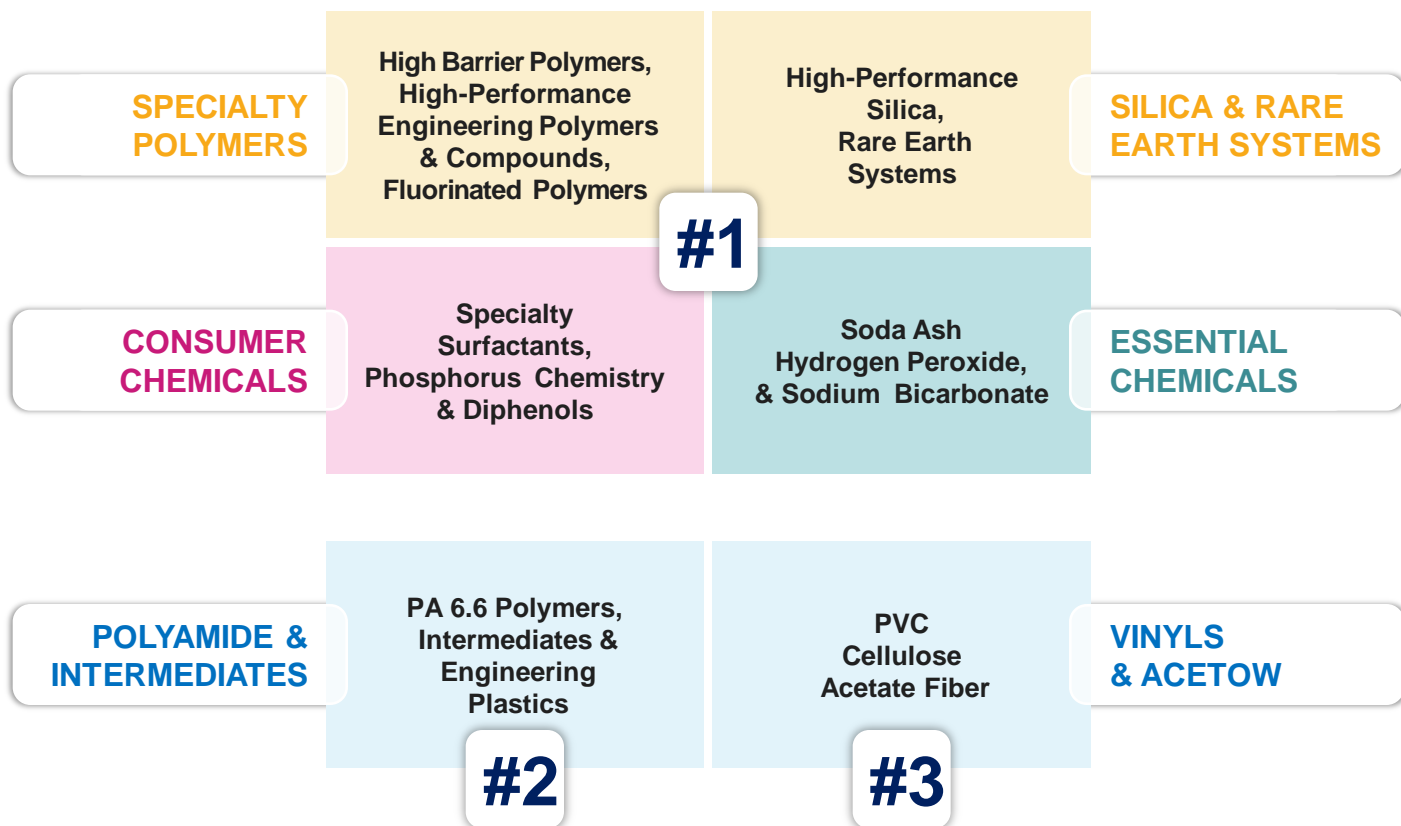 SPECIALTY
POLYMERS
High Barrier Polymers,
High-Performance
Engineering Polymers
& Compounds,
Fluorinated Polymers
High-Performance
Silica,
Rare Earth
Systems
SILICA & RARE
EARTH SYSTEMS
#1
CONSUMER
CHEMICALS
Specialty
Surfactants,
Phosphorus Chemistry
& Diphenols
Soda Ash
Hydrogen Peroxide,
& Sodium Bicarbonate
ESSENTIAL
CHEMICALS
POLYAMIDE &
INTERMEDIATES
PA 6.6 Polymers,
Intermediates &
Engineering
Plastics
#2
PVC
Cellulose
Acetate Fiber
#3
VINYLS
& ACETOW